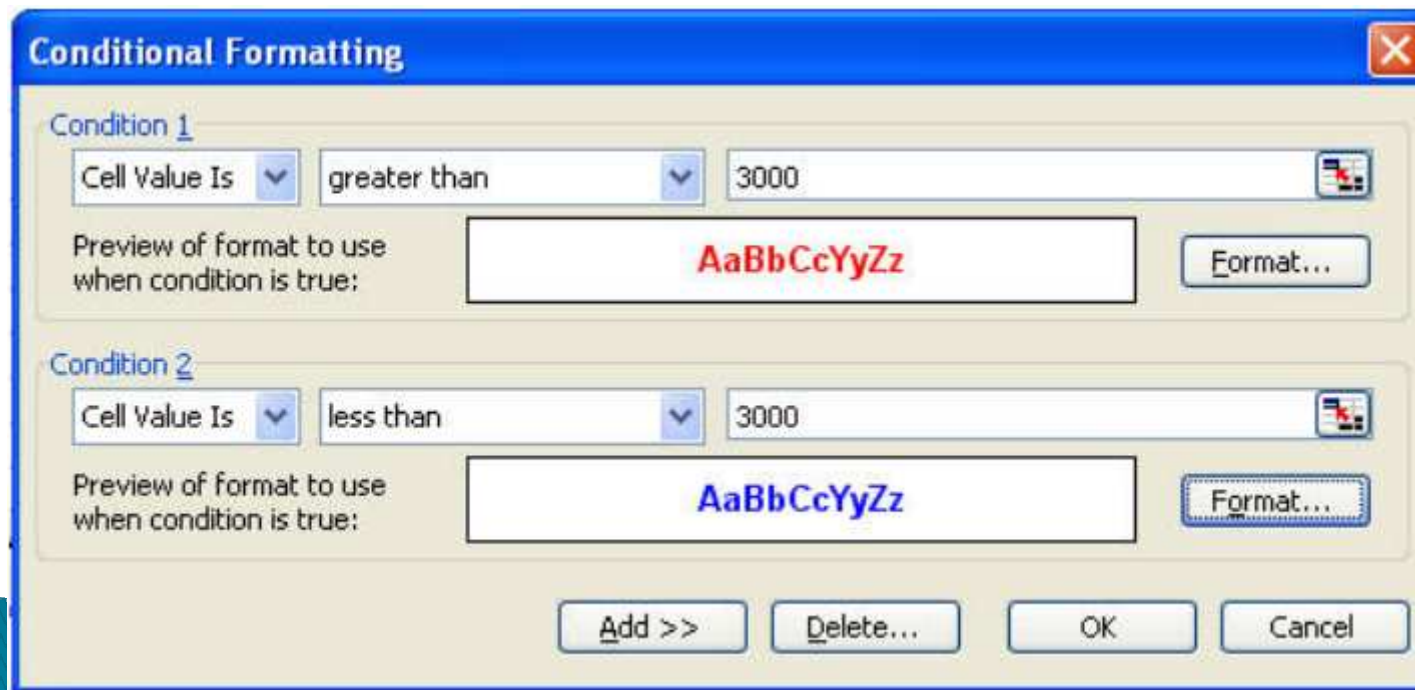 Conditional Formatting
Condition 1
Cell Value Is greater than 3000
Preview of format to use
when condition is true:
AaBbCcYyZz
Format...
Condition 2
Cell Value Is less than 3000
Preview of format to use
when condition is true:
AaBbCcYyZz
Format...
Add >> Delete... OK Cancel